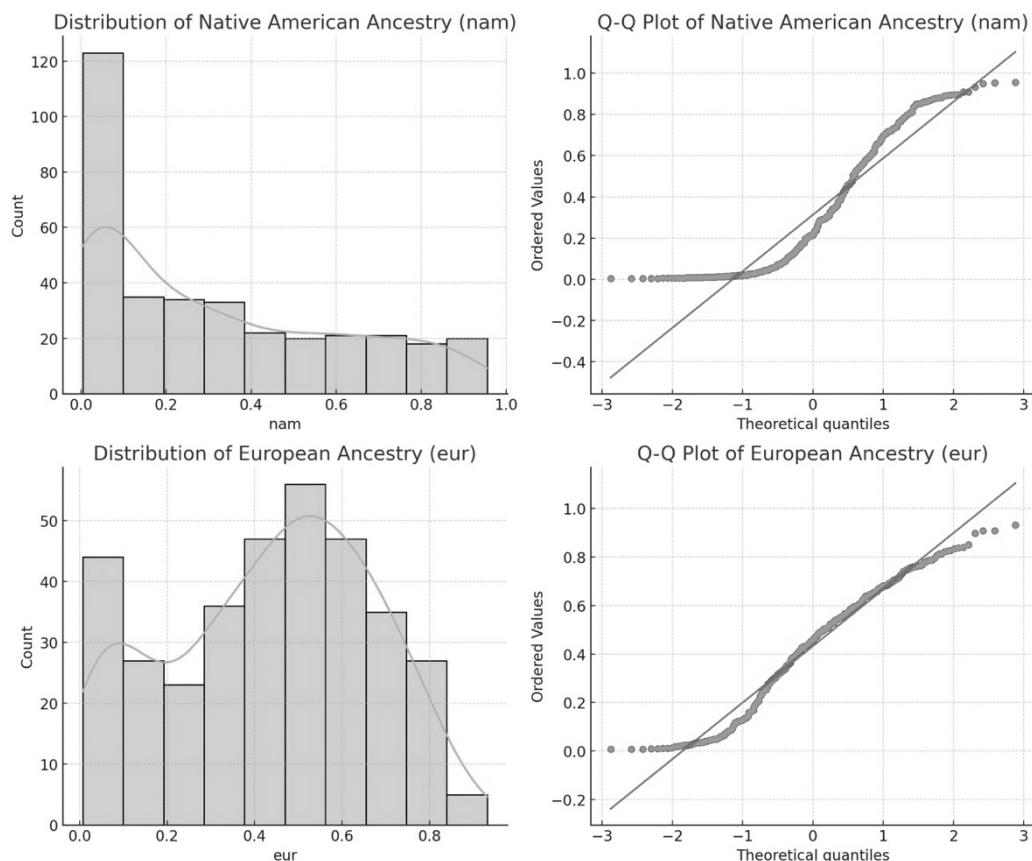 Distribution of Native American Ancestry (nam)
120
100
80
60
40
20
0
Count
0.0 0.2 0.4 0.6 0.8 1.0
nam
Q-Q Plot of Native American Ancestry (nam)
1.0
0.8
0.6
0.4
0.2
0.0
−0.2
−0.4
Ordered Values
−3 −2 −1 0 1 2 3
Theoretical quantiles
Distribution of European Ancestry (eur)
50
40
30
20
10
0
Count
0.0 0.2 0.4 0.6 0.8
eur
Q-Q Plot of European Ancestry (eur)
1.0
0.8
0.6
0.4
0.2
0.0
−0.2
Ordered Values
−3 −2 −1 0 1 2 3
Theoretical quantiles